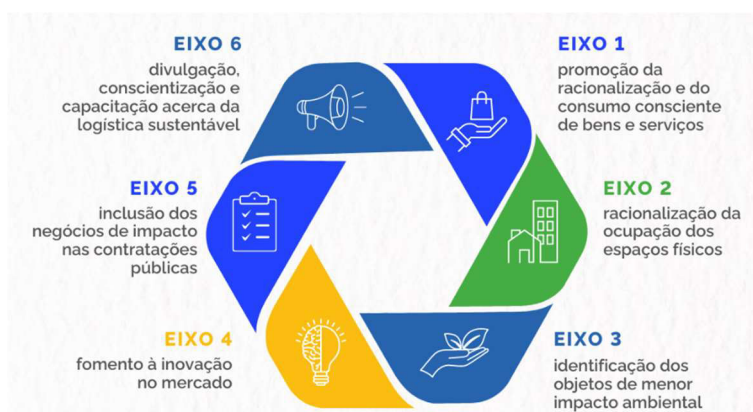 EIXO 1
promoção da
racionalização e do
consumo consciente
de bens e serviços
EIXO 2
racionalização da
ocupação dos
espaços físicos
EIXO 3
identificação dos
objetos de menor
impacto ambiental
EIXO 4
fomento à inovação
no mercado
EIXO 5
inclusão dos
negócios de impacto
nas contratações
públicas
EIXO 6
divulgação,
conscientização e
capacitação acerca da
logística sustentável